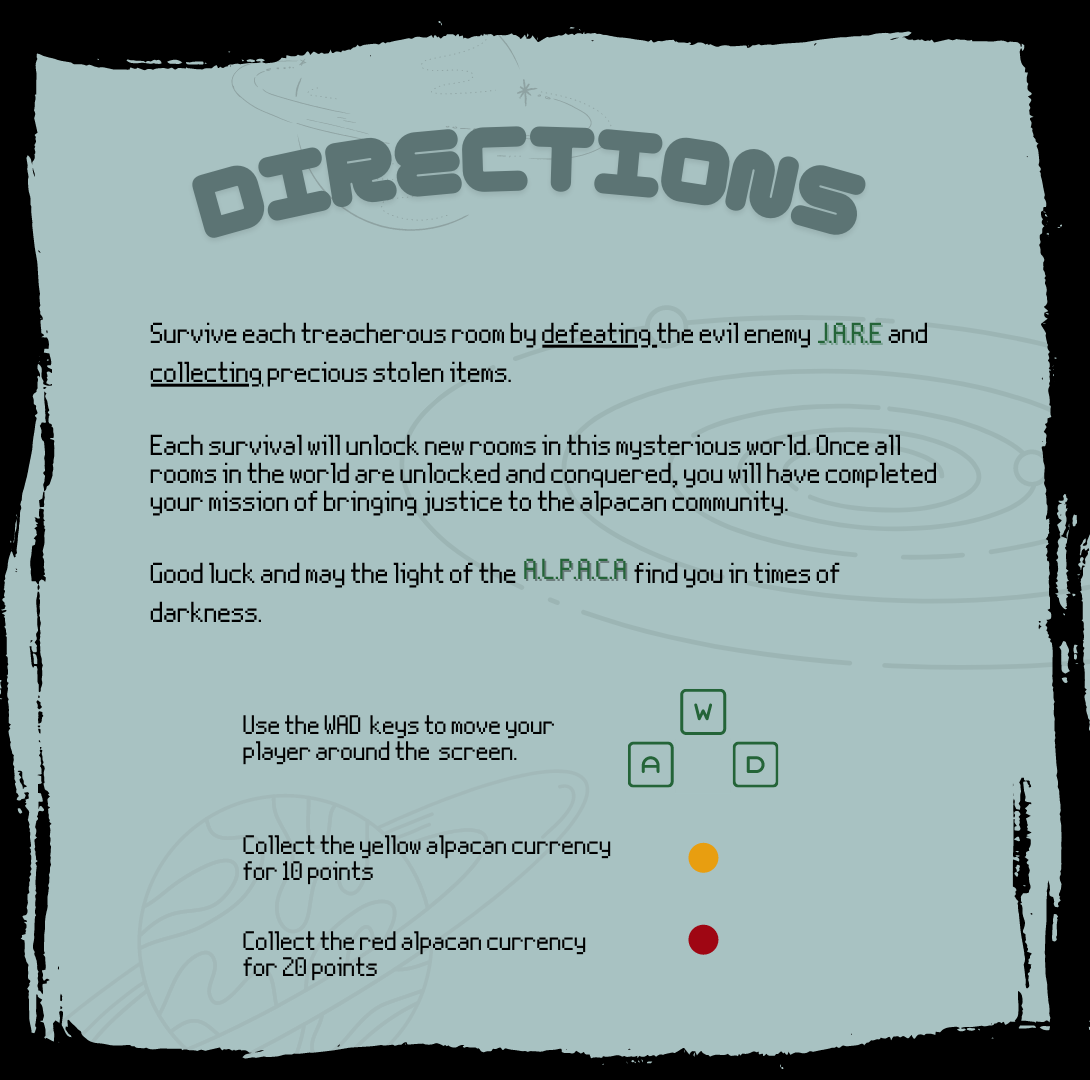 DIRECTIONS
Survive each treacherous room by defeating the evil enemy J.A.R.E and
collecting precious stolen items.
Each survival will unlock new rooms in this mysterious world. Once all
rooms in the world are unlocked and conquered, you will have completed
your mission of bringing justice to the alpacan community.
Good luck and may the light of the A.L.P.A.C.A find you in times of
darkness.
Use the WAD keys to move your
player around the screen.
W
A D
Collect the yellow alpacan currency
for 10 points
Collect the red alpacan currency
for 20 points